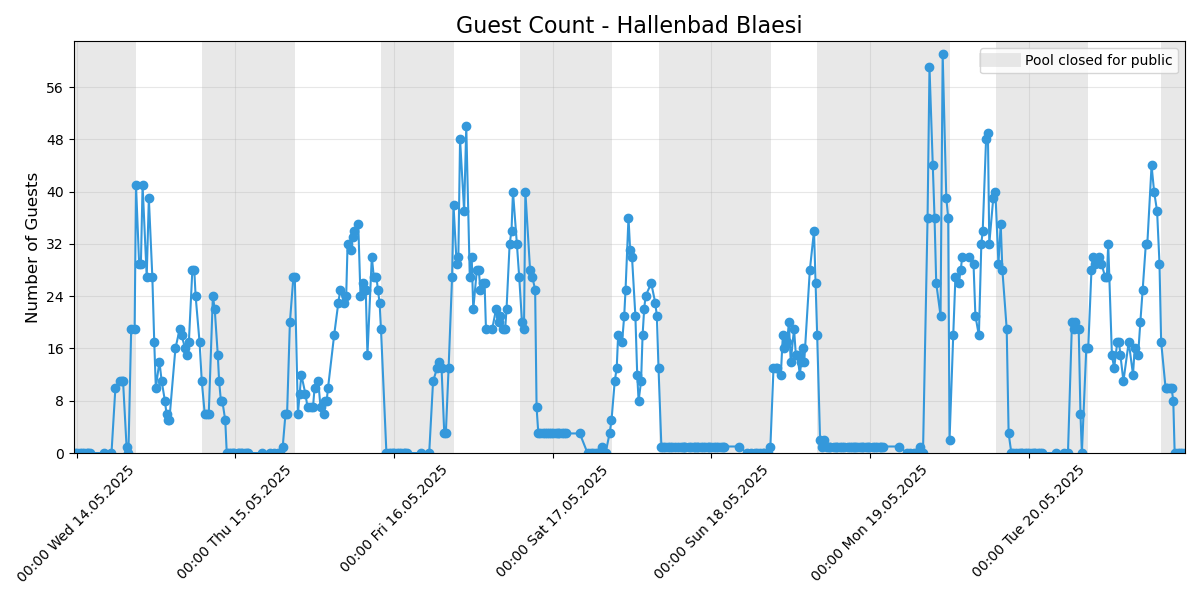 Guest Count - Hallenbad Blaesi
Pool closed for public
Number of Guests
56
48
40
32
24
16
8
0
00:00 Wed 14.05.2025
00:00 Thu 15.05.2025
00:00 Fri 16.05.2025
00:00 Sat 17.05.2025
00:00 Sun 18.05.2025
00:00 Mon 19.05.2025
00:00 Tue 20.05.2025